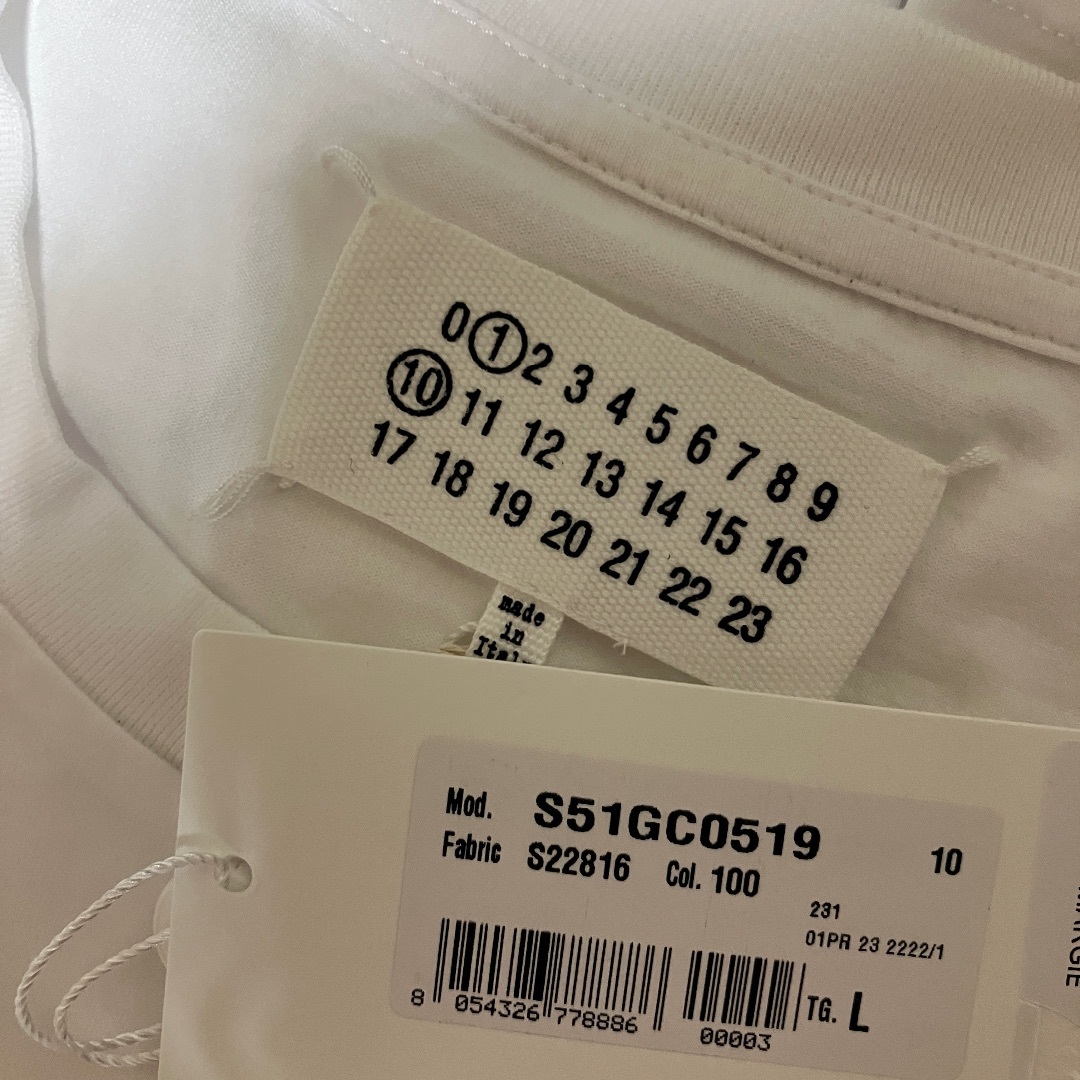 0 1 2 3 4 5 6 7 8 9
10 11 12 13 14 15 16
17 18 19 20 21 22 23
made
in
Italy
Mod. S51GC0519 10
Fabric S22816 Col. 100
231
01PR 23 2222/1
8 054326 778886 00003 TG. L